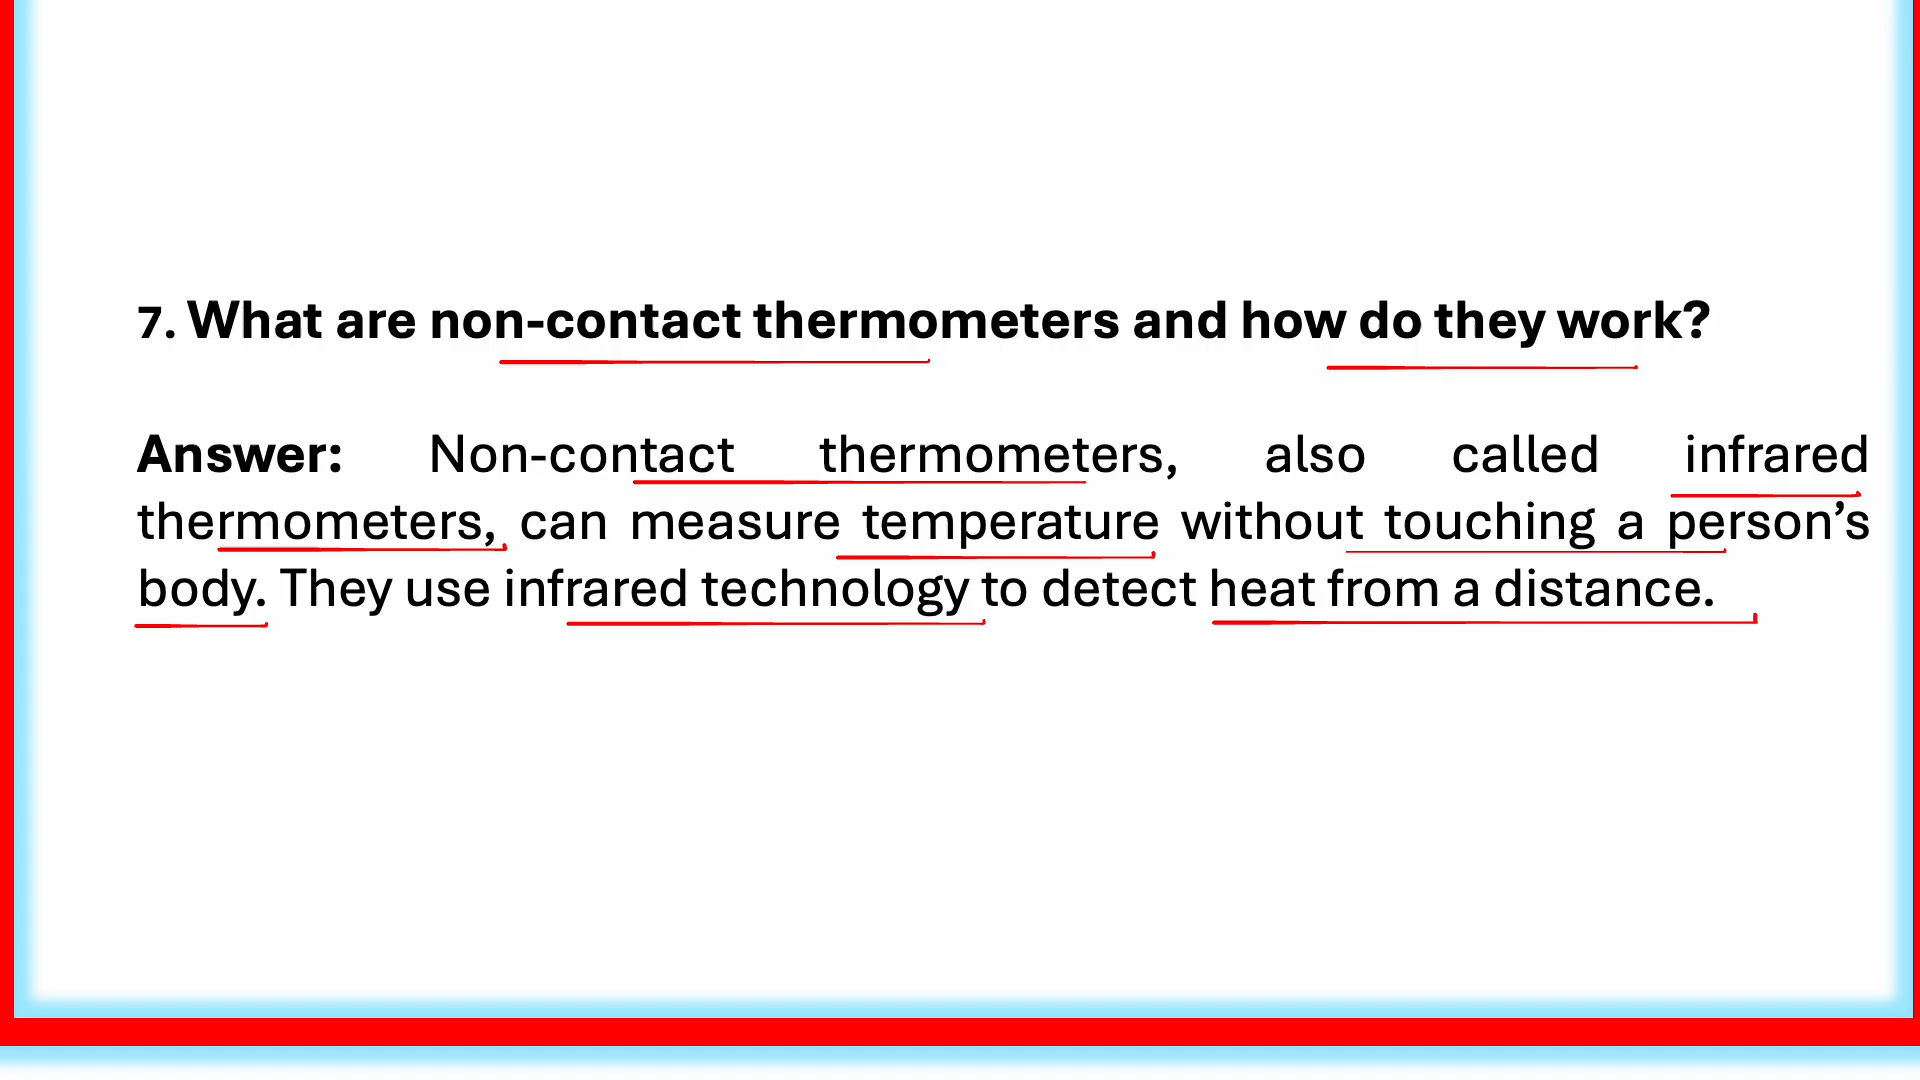 7. What are non-contact thermometers and how do they work?
Answer: Non-contact thermometers, also called infrared
thermometers, can measure temperature without touching a person’s
body. They use infrared technology to detect heat from a distance.